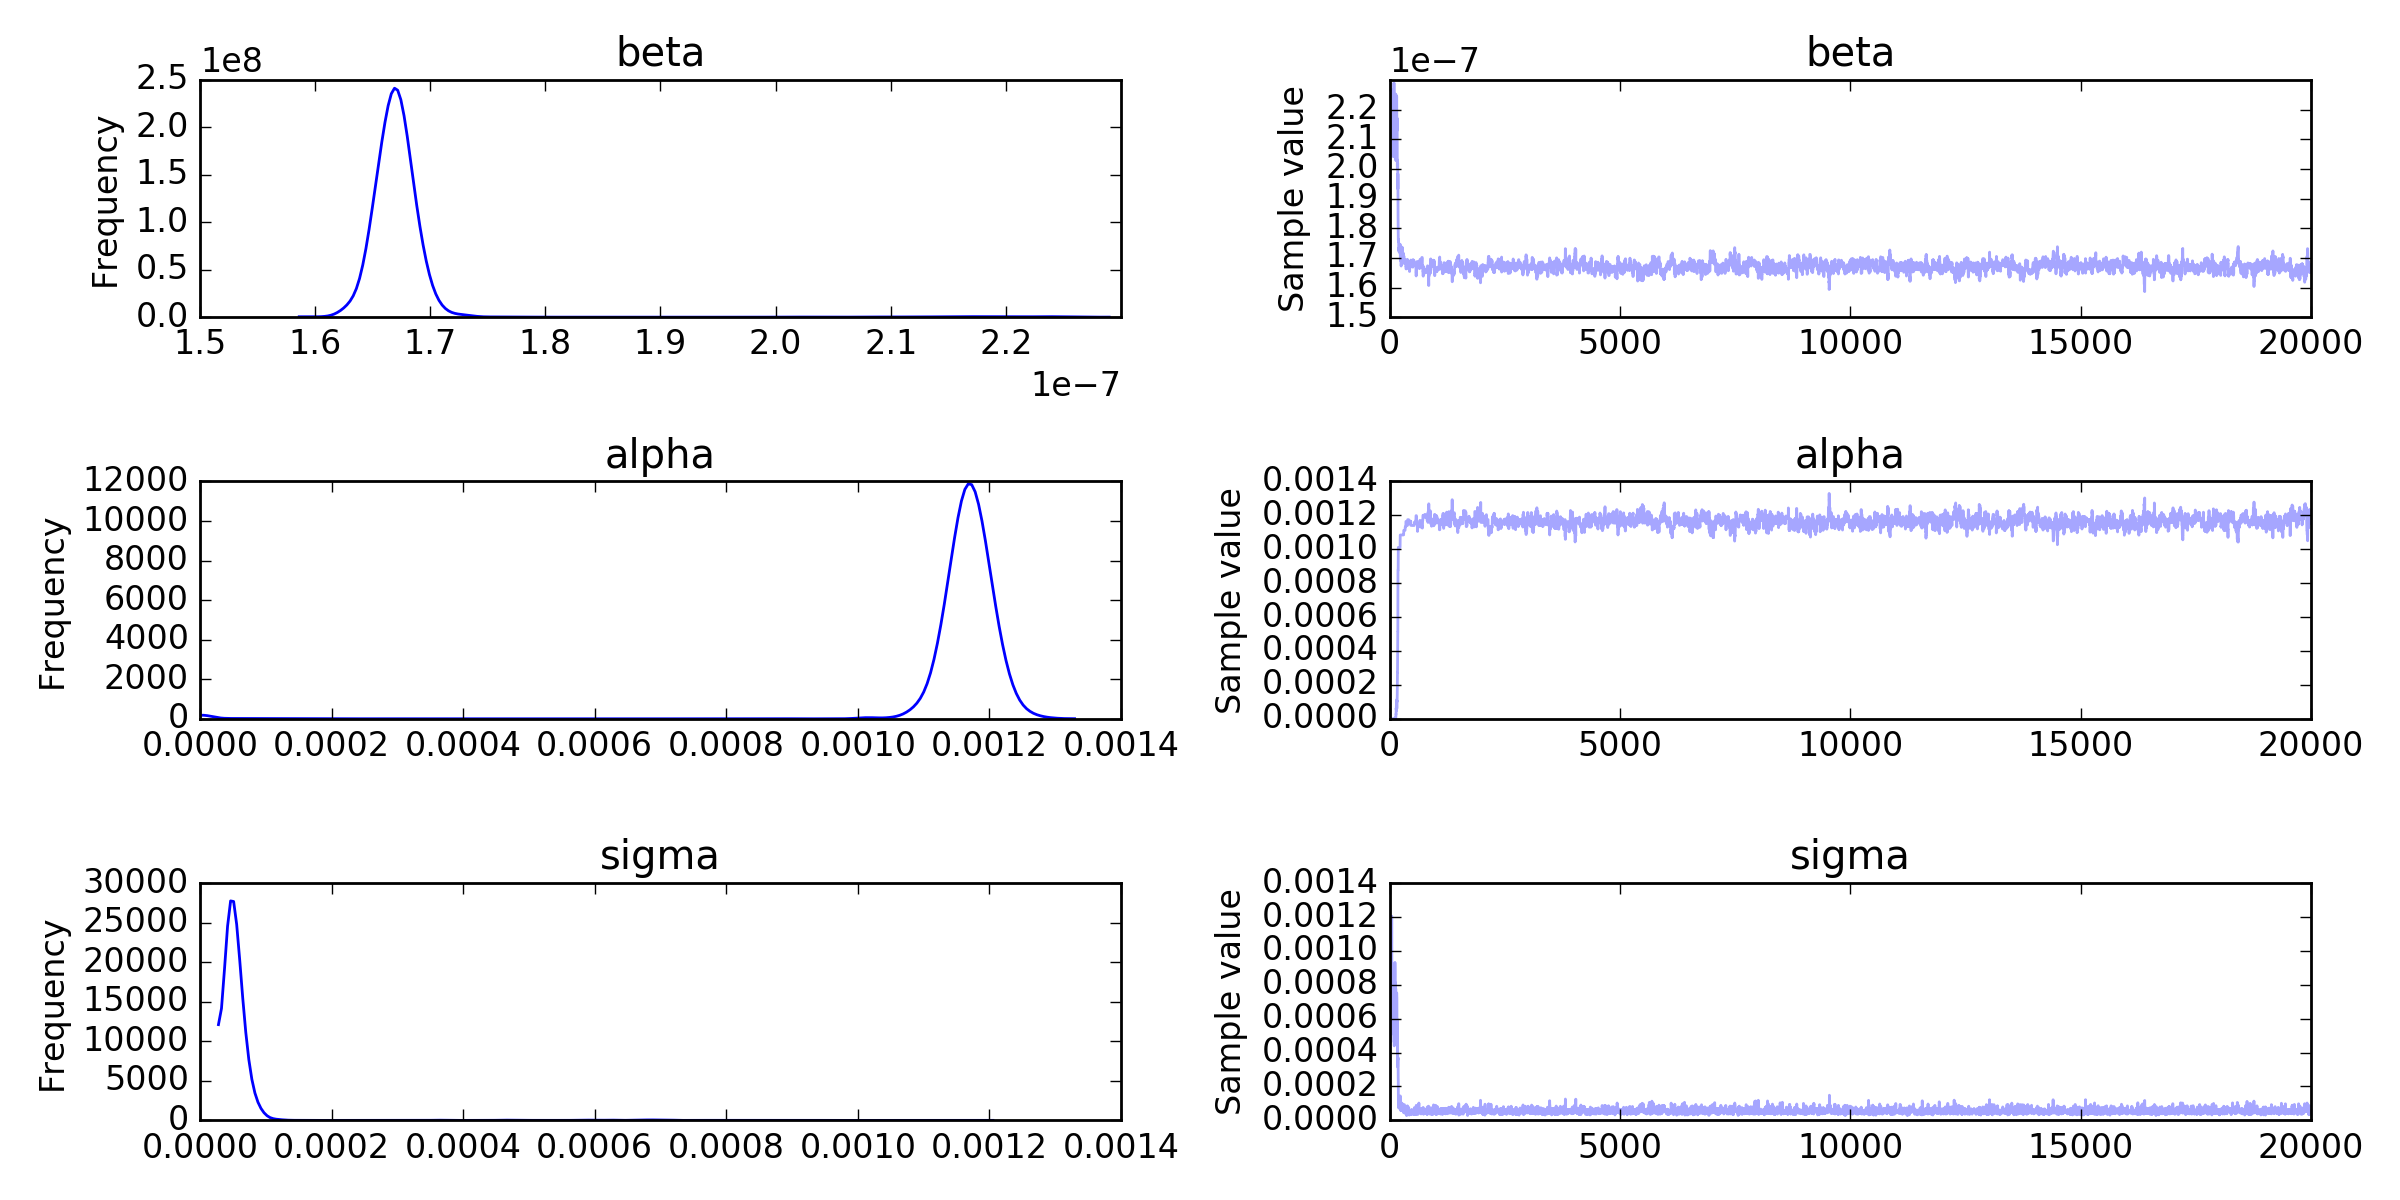 beta
1e8
Frequency
2.5
2.0
1.5
1.0
0.5
0.0
1.5 1.6 1.7 1.8 1.9 2.0 2.1 2.2
1e−7
beta
1e−7
Sample value
2.2
2.1
2.0
1.9
1.8
1.7
1.6
1.5
0 5000 10000 15000 20000
alpha
Frequency
12000
10000
8000
6000
4000
2000
0
0.0000 0.0002 0.0004 0.0006 0.0008 0.0010 0.0012 0.0014
alpha
Sample value
0.0014
0.0012
0.0010
0.0008
0.0006
0.0004
0.0002
0.0000
0 5000 10000 15000 20000
sigma
Frequency
30000
25000
20000
15000
10000
5000
0
0.0000 0.0002 0.0004 0.0006 0.0008 0.0010 0.0012 0.0014
sigma
Sample value
0.0014
0.0012
0.0010
0.0008
0.0006
0.0004
0.0002
0.0000
0 5000 10000 15000 20000